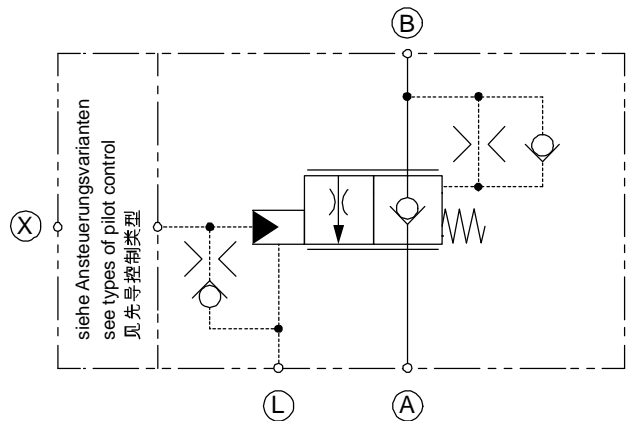 B
X
siehe Ansteuerungsvarianten
see types of pilot control
见先导控制类型
L
A